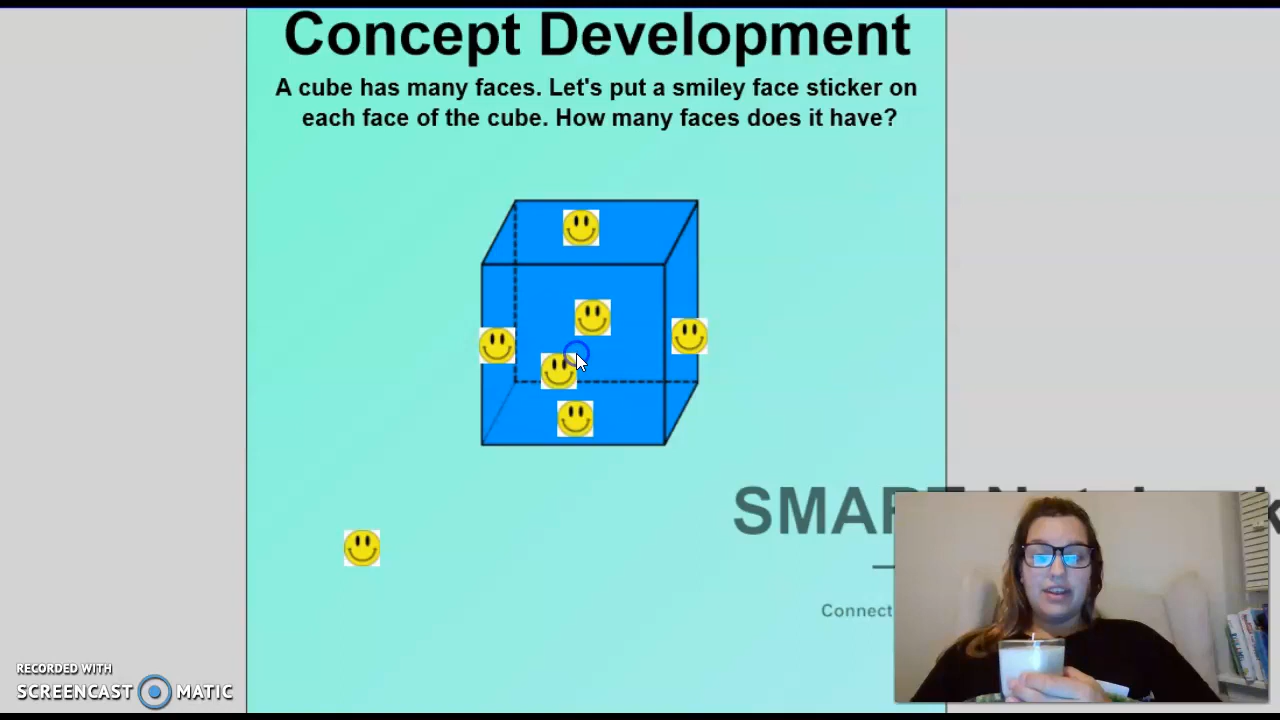 Concept Development
A cube has many faces. Let's put a smiley face sticker on
each face of the cube. How many faces does it have?
SMART
Connect
RECORDED WITH
SCREENCAST MATIC